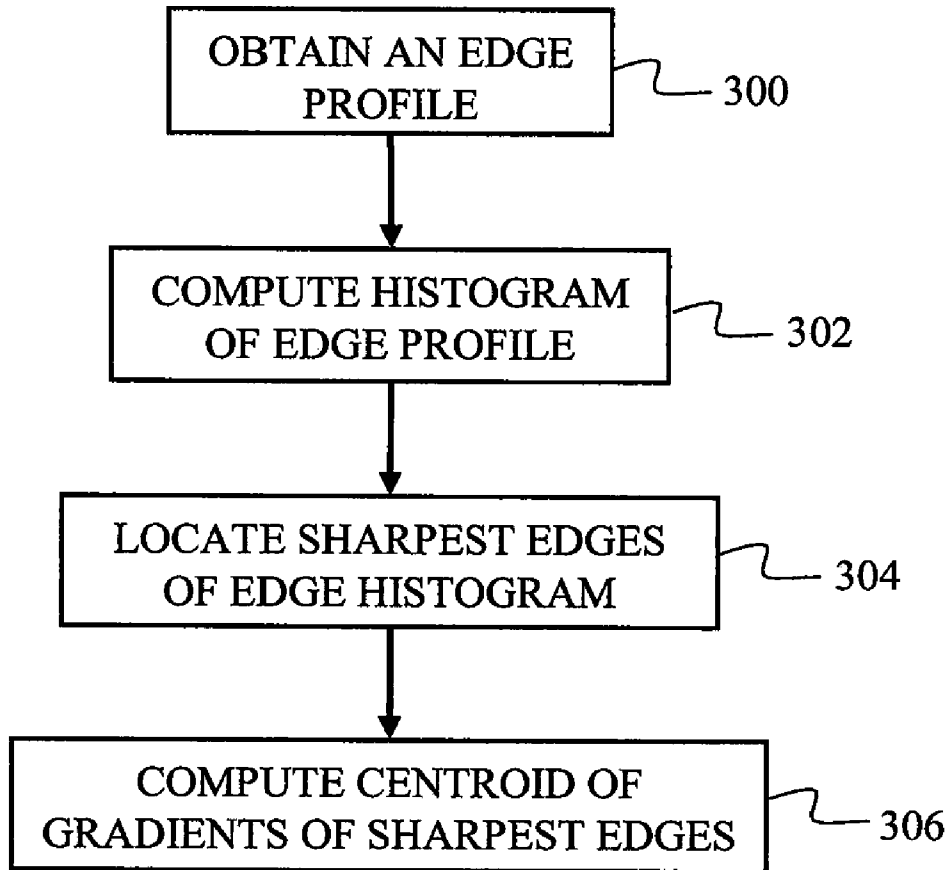 OBTAIN AN EDGE
PROFILE
300
COMPUTE HISTOGRAM
OF EDGE PROFILE
302
LOCATE SHARPEST EDGES
OF EDGE HISTOGRAM
304
COMPUTE CENTROID OF
GRADIENTS OF SHARPEST EDGES
306